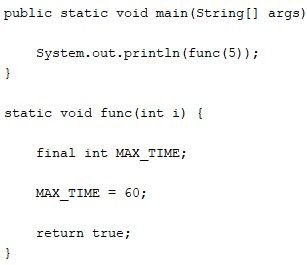 public static void main(String[] args)
System.out.println(func(5));
}
static void func(int i) {
final int MAX_TIME;
MAX_TIME = 60;
return true;
}